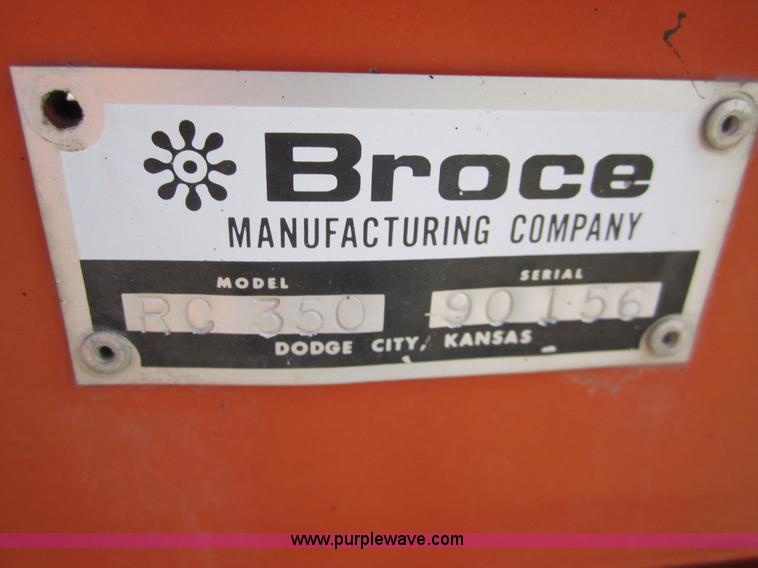 Broce
MANUFACTURING COMPANY
MODEL SERIAL
RC 350 90156
DODGE CITY, KANSAS
www.purplewave.com